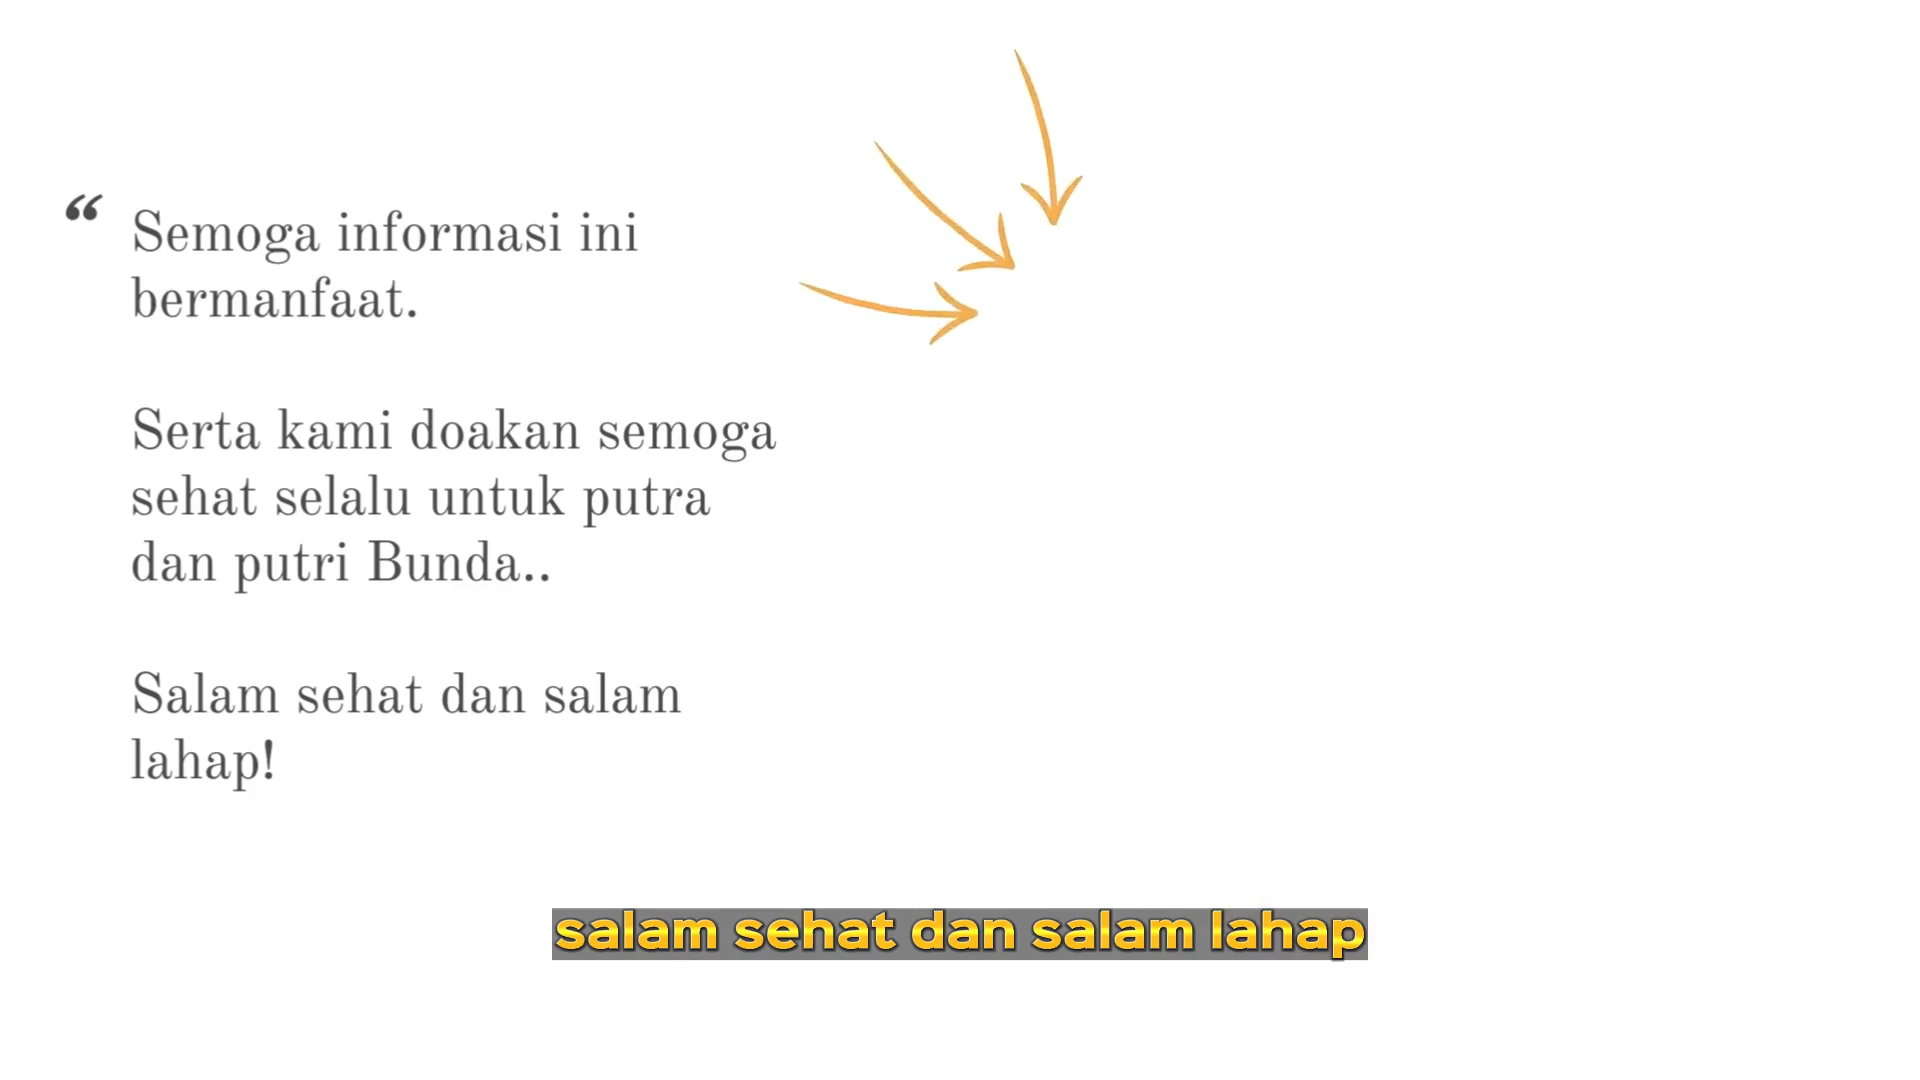 “ Semoga informasi ini
bermanfaat.
Serta kami doakan semoga
sehat selalu untuk putra
dan putri Bunda..
Salam sehat dan salam
lahap!
salam sehat dan salam lahap